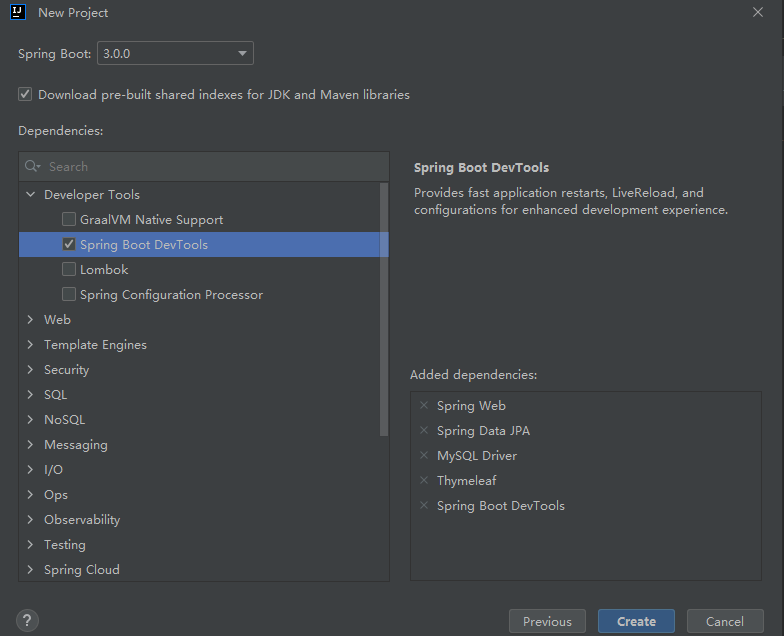 IJ
New Project
Spring Boot: 3.0.0
Download pre-built shared indexes for JDK and Maven libraries
Dependencies:
Search
Developer Tools
GraalVM Native Support
Spring Boot DevTools
Lombok
Spring Configuration Processor
Web
Template Engines
Security
SQL
NoSQL
Messaging
I/O
Ops
Observability
Testing
Spring Cloud
Spring Boot DevTools
Provides fast application restarts, LiveReload, and
configurations for enhanced development experience.
Added dependencies:
Spring Web
Spring Data JPA
MySQL Driver
Thymeleaf
Spring Boot DevTools
?
Previous
Create
Cancel